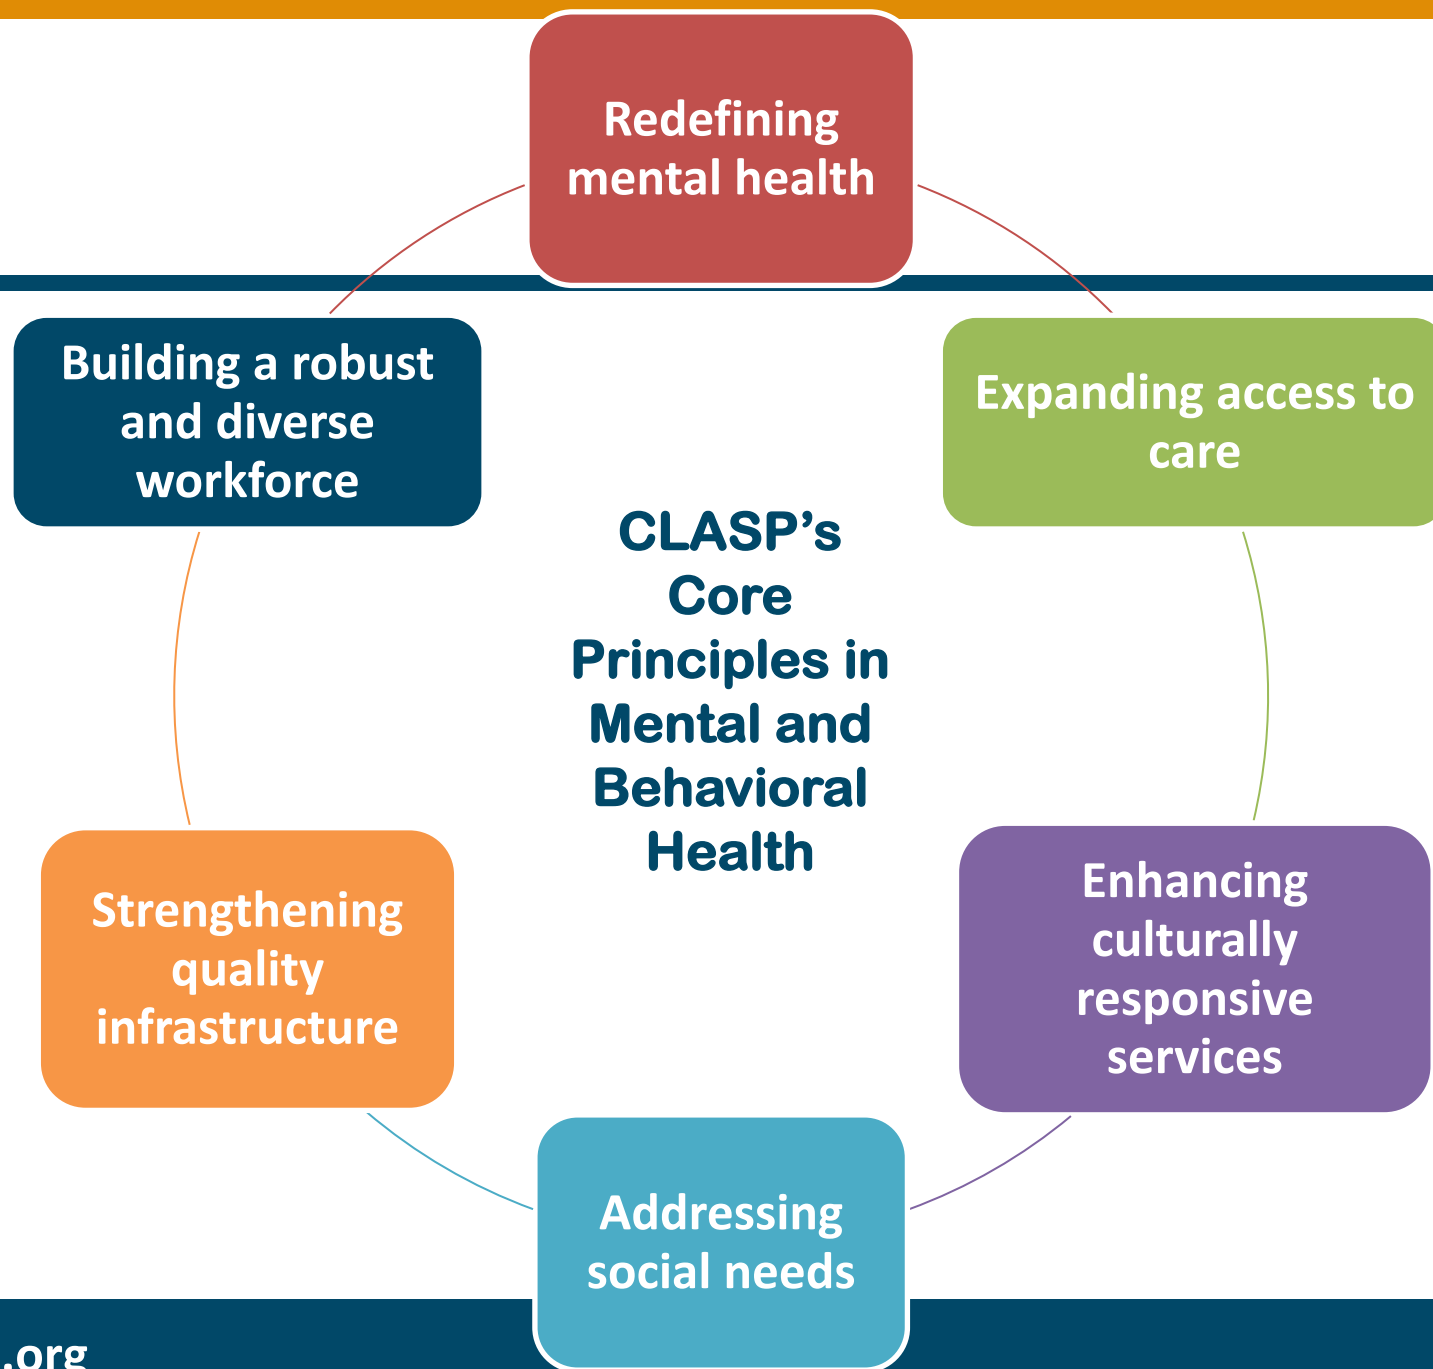 Redefining
mental health
Building a robust
and diverse
workforce
Expanding access to
care
CLASP’s
Core
Principles in
Mental and
Behavioral
Health
Strengthening
quality
infrastructure
Enhancing
culturally
responsive
services
Addressing
social needs
.org